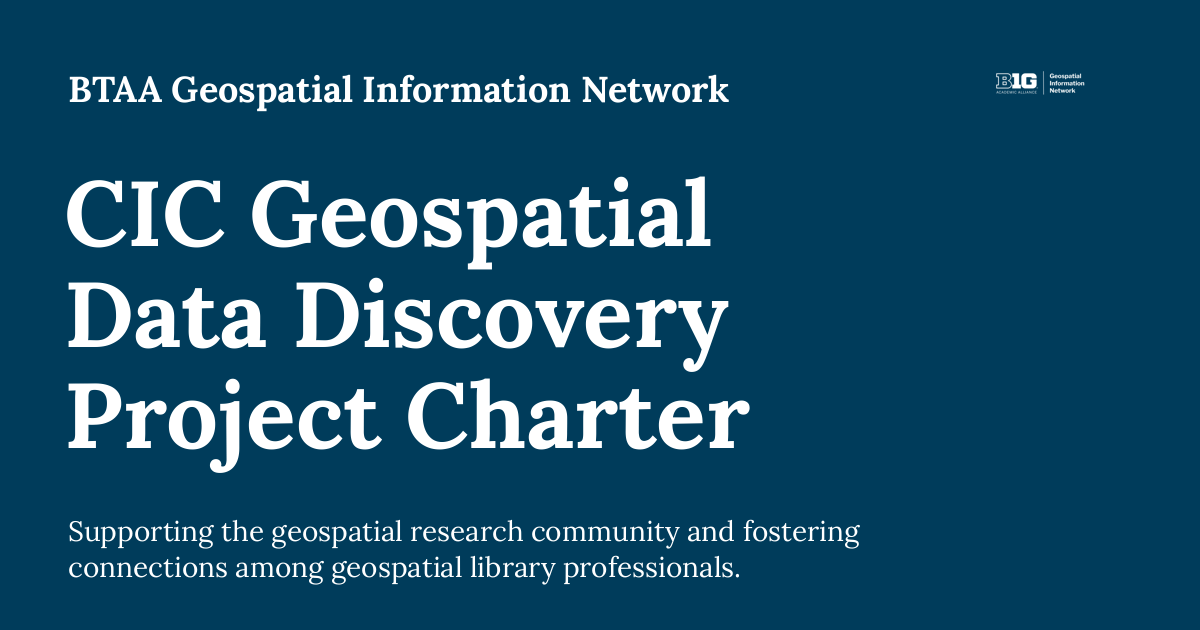 BTAA Geospatial Information Network
B1G
ACADEMIC ALLIANCE
Geospatial
Information
Network
CIC Geospatial
Data Discovery
Project Charter
Supporting the geospatial research community and fostering
connections among geospatial library professionals.